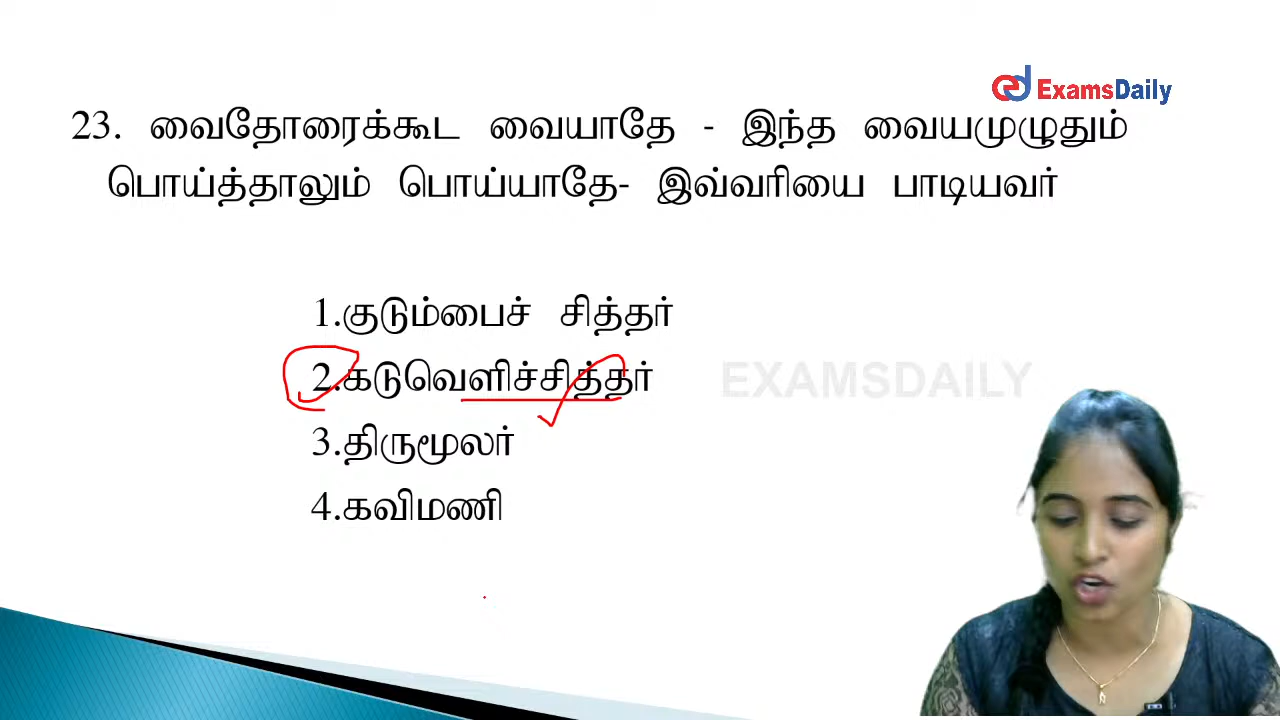 ExamsDaily
23. வைதோரைக்கூட வையாதே - இந்த வையமுழுதும்
பொய்த்தாலும் பொய்யாதே- இவ்வரியை பாடியவர்
1.குடும்பைச் சித்தர்
2.கடுவெளிச்சித்தர்
EXAMSDAILY
3.திருமூலர்
4.கவிமணி